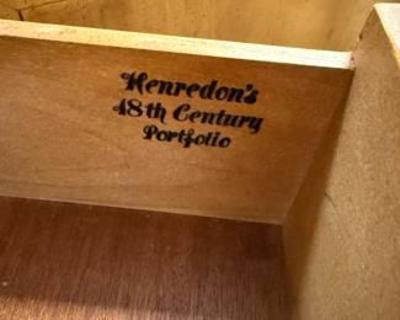 Henredon's
18th Century
Portfolio